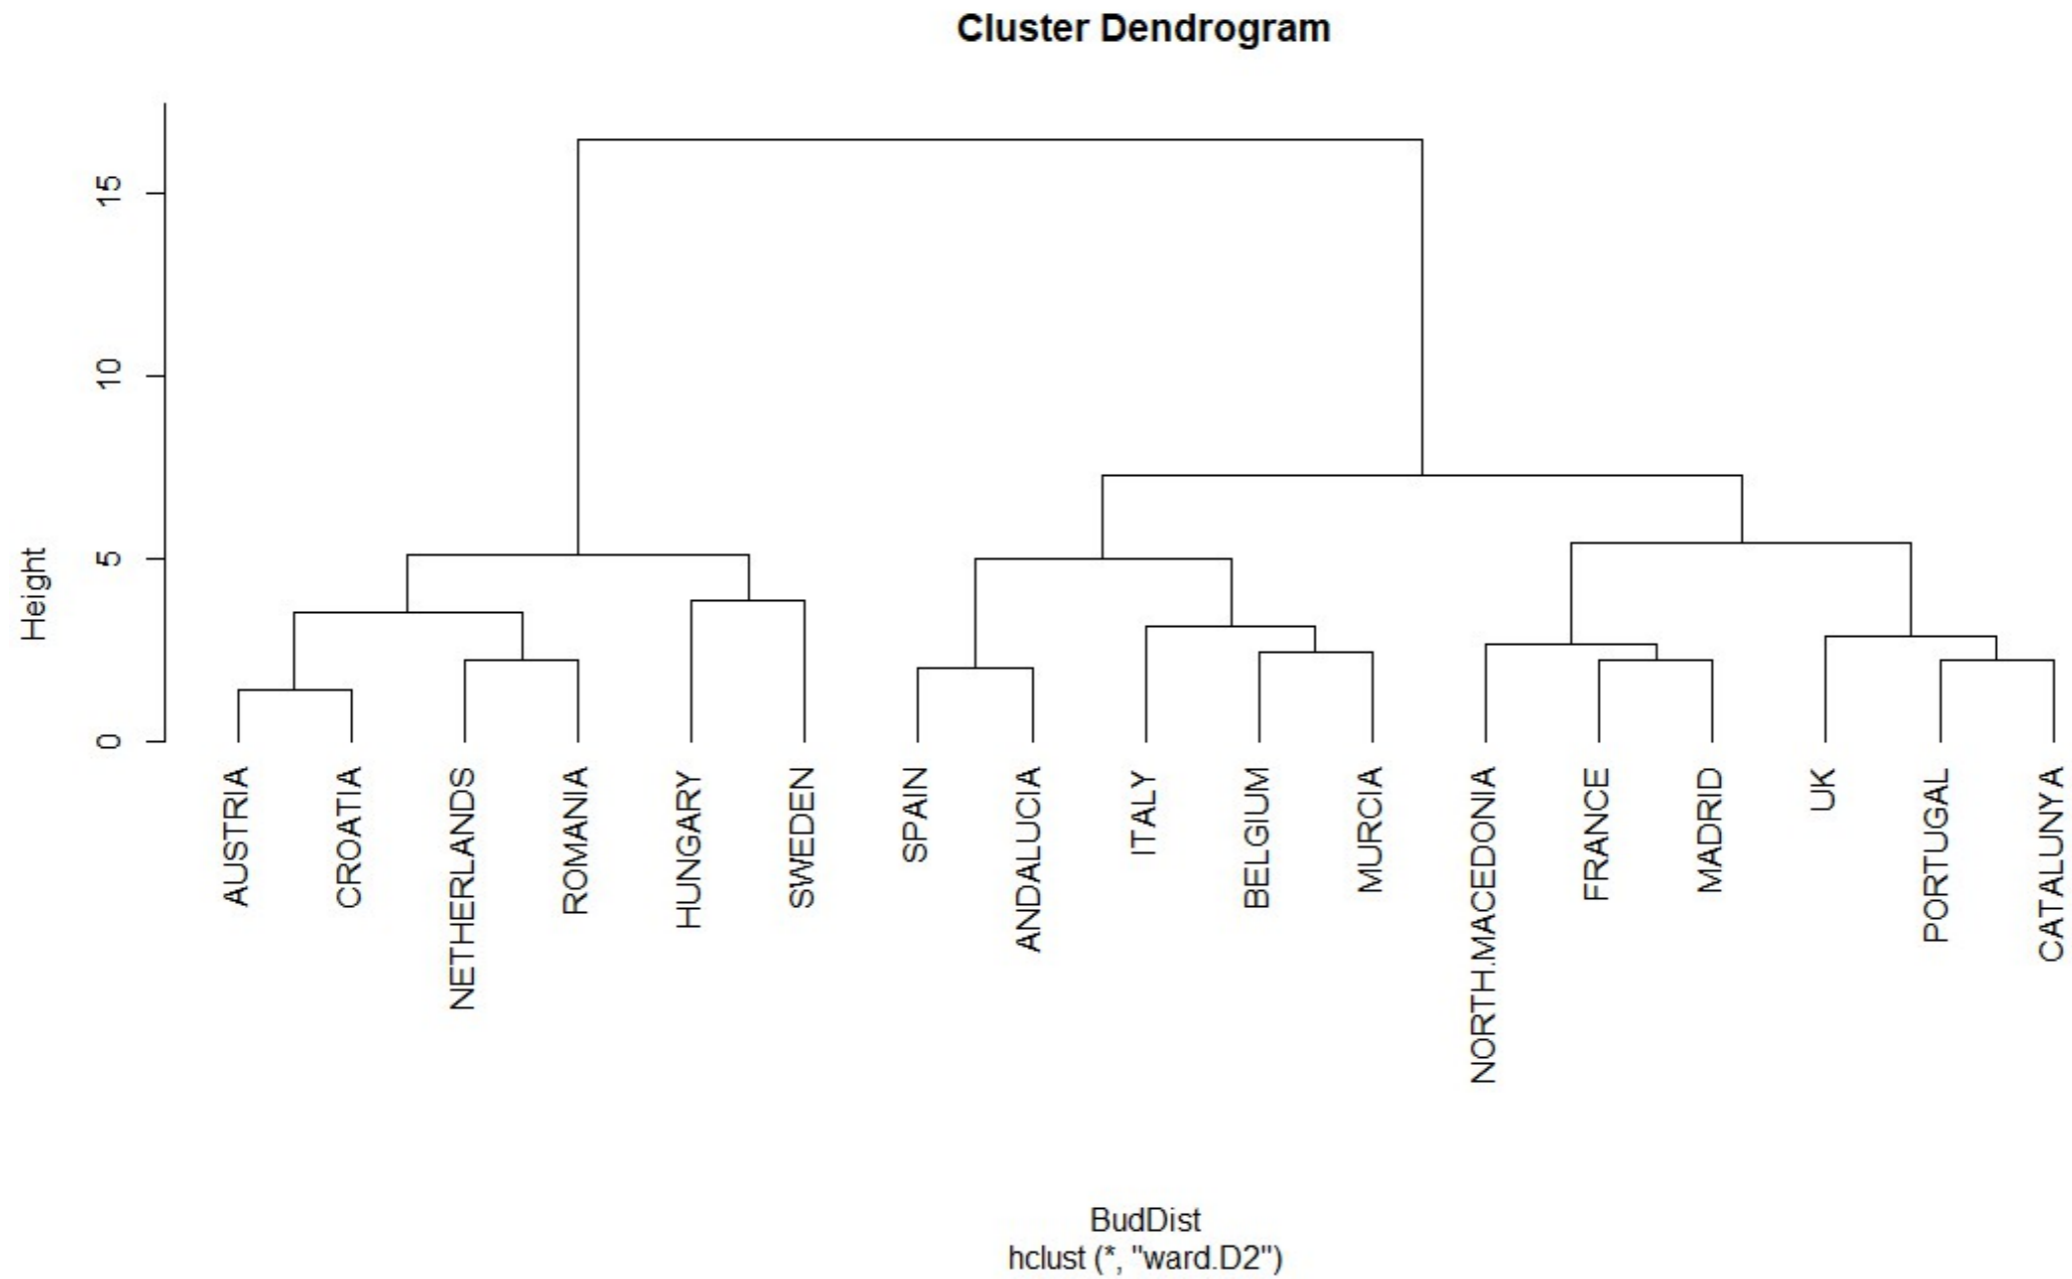 Cluster Dendrogram
Height
15
10
5
0
AUSTRIA
CROATIA
NETHERLANDS
ROMANIA
HUNGARY
SWEDEN
SPAIN
ANDALUCIA
ITALY
BELGIUM
MURCIA
NORTH.MACEDONIA
FRANCE
MADRID
UK
PORTUGAL
CATALUNYA
BudDist
hclust (*, "ward.D2")